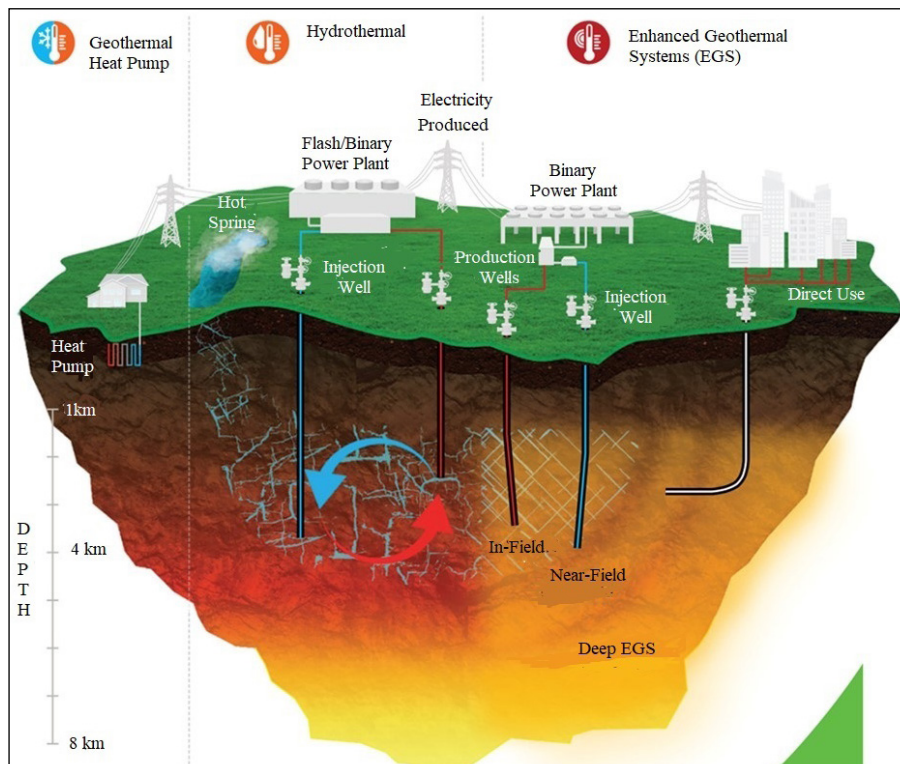 Geothermal
Heat Pump
Hydrothermal
Enhanced Geothermal
Systems (EGS)
Electricity
Produced
Flash/Binary
Power Plant
Binary
Power Plant
Hot
Spring
Injection
Well
Production
Wells
Injection
Well
Direct Use
Heat
Pump
1km
DEPTH
4 km
In-Field
Near-Field
Deep EGS
8 km